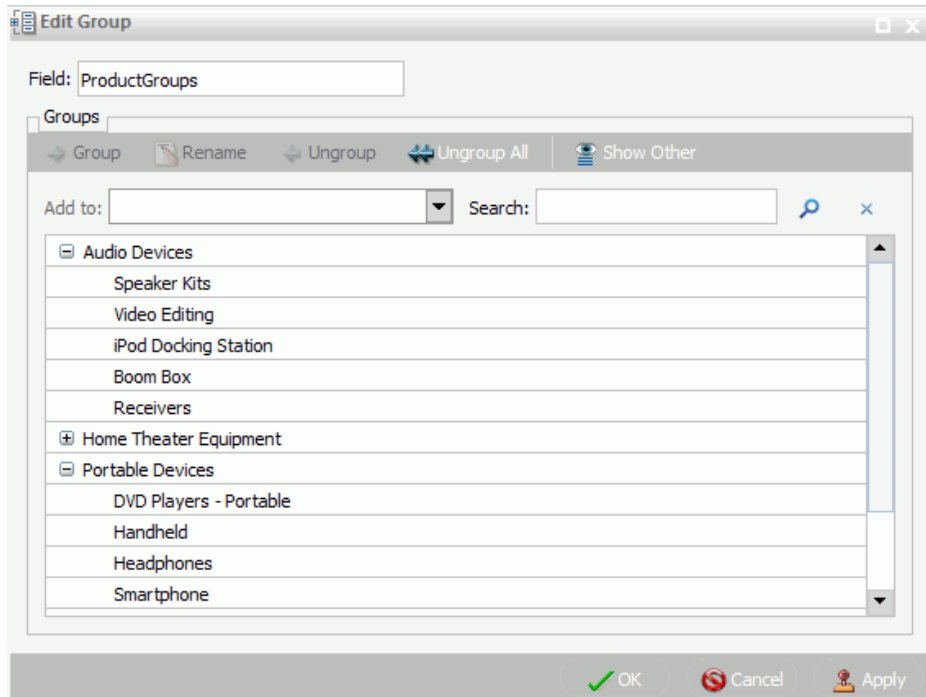 Edit Group
Field: ProductGroups
Groups
Group Rename Ungroup Ungroup All Show Other
Add to: Search:
Audio Devices
Speaker Kits
Video Editing
iPod Docking Station
Boom Box
Receivers
Home Theater Equipment
Portable Devices
DVD Players - Portable
Handheld
Headphones
Smartphone
OK Cancel Apply